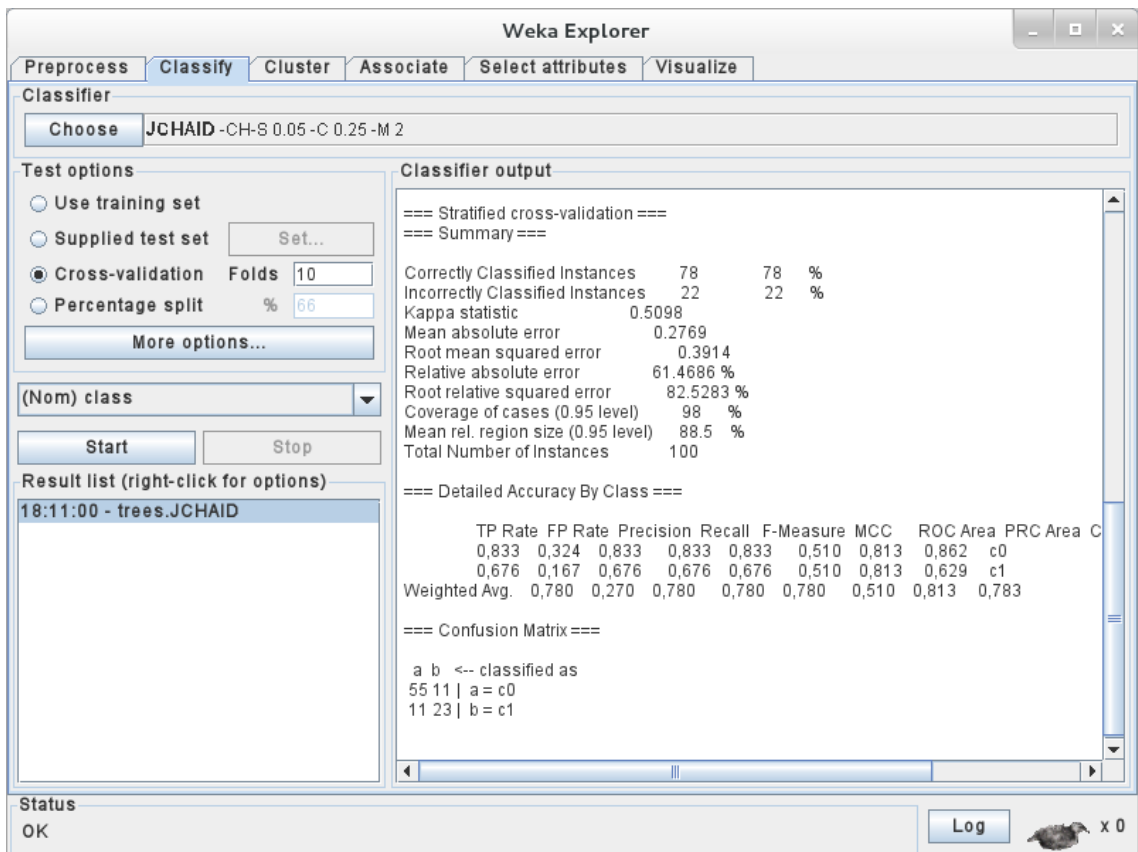 Weka Explorer
Preprocess Classify Cluster Associate Select attributes Visualize
Classifier
Choose JCHAID -CH-S 0.05 -C 0.25 -M 2
Test options
Use training set
Supplied test set Set...
Cross-validation Folds 10
Percentage split % 66
More options...
(Nom) class
Start Stop
Result list (right-click for options)
18:11:00 - trees.JCHAID
Classifier output
=== Stratified cross-validation ===
=== Summary ===
Correctly Classified Instances 78 78 %
Incorrectly Classified Instances 22 22 %
Kappa statistic 0.5098
Mean absolute error 0.2769
Root mean squared error 0.3914
Relative absolute error 61.4686 %
Root relative squared error 82.5283 %
Coverage of cases (0.95 level) 98 %
Mean rel. region size (0.95 level) 88.5 %
Total Number of Instances 100
=== Detailed Accuracy By Class ===
TP Rate FP Rate Precision Recall F-Measure MCC ROC Area PRC Area C
0,833 0,324 0,833 0,833 0,833 0,510 0,813 0,862 c0
0,676 0,167 0,676 0,676 0,676 0,510 0,813 0,629 c1
Weighted Avg. 0,780 0,270 0,780 0,780 0,780 0,510 0,813 0,783
=== Confusion Matrix ===
a b <-- classified as
55 11 | a = c0
11 23 | b = c1
Status
OK
Log x 0